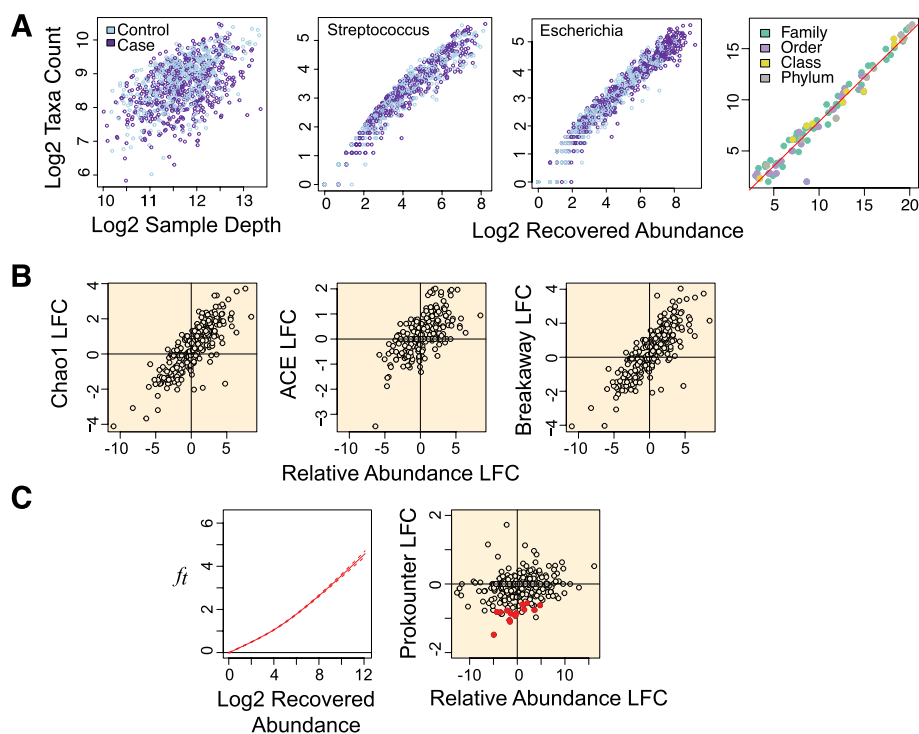 A
Log2 Taxa Count
10
9
8
7
6
Control
Case
10 11 12 13
Log2 Sample Depth
Streptococcus
5
4
3
2
1
0
0 2 4 6 8
Escherichia
5
4
3
2
1
0
0 2 4 6 8
Log2 Recovered Abundance
Family
Order
Class
Phylum
15
10
5
5 10 15 20
B
Chao1 LFC
4
2
0
-2
-4
-10 -5 0 5
ACE LFC
2
1
0
-1
-3
-10 -5 0 5
Breakaway LFC
4
2
0
-2
-4
-10 -5 0 5
Relative Abundance LFC
C
ft
6
4
2
0
0 4 8 12
Log2 Recovered
Abundance
Prokounter LFC
2
0
-2
-10 0 10
Relative Abundance LFC